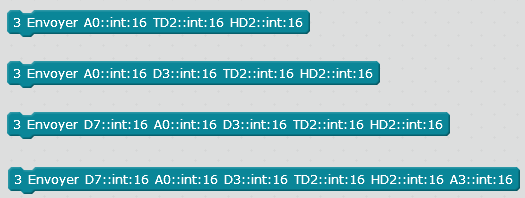 3 Envoyer A0::int:16 TD2::int:16 HD2::int:16
3 Envoyer A0::int:16 D3::int:16 TD2::int:16 HD2::int:16
3 Envoyer D7::int:16 A0::int:16 D3::int:16 TD2::int:16 HD2::int:16
3 Envoyer D7::int:16 A0::int:16 D3::int:16 TD2::int:16 HD2::int:16 A3::int:16